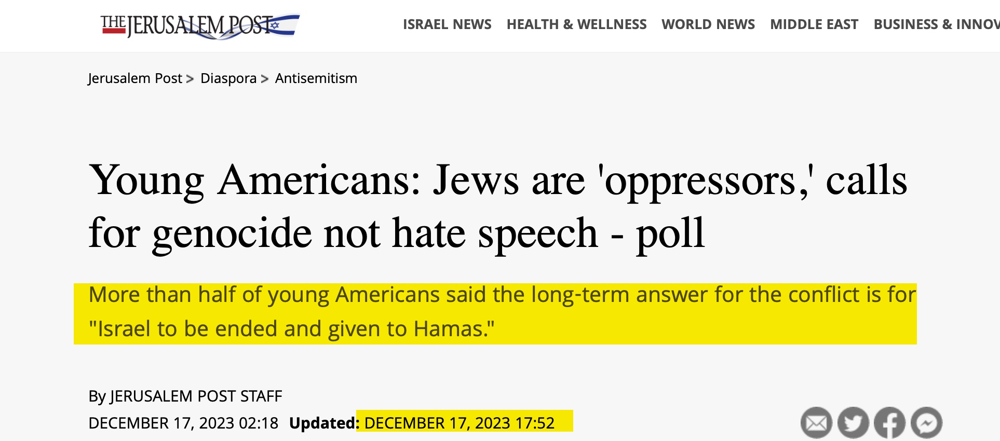 THE JERUSALEM POST
ISRAEL NEWS HEALTH & WELLNESS WORLD NEWS MIDDLE EAST BUSINESS & INNOV
Jerusalem Post > Diaspora > Antisemitism
Young Americans: Jews are 'oppressors,' calls
for genocide not hate speech - poll
More than half of young Americans said the long-term answer for the conflict is for
"Israel to be ended and given to Hamas."
By JERUSALEM POST STAFF
DECEMBER 17, 2023 02:18 Updated: DECEMBER 17, 2023 17:52